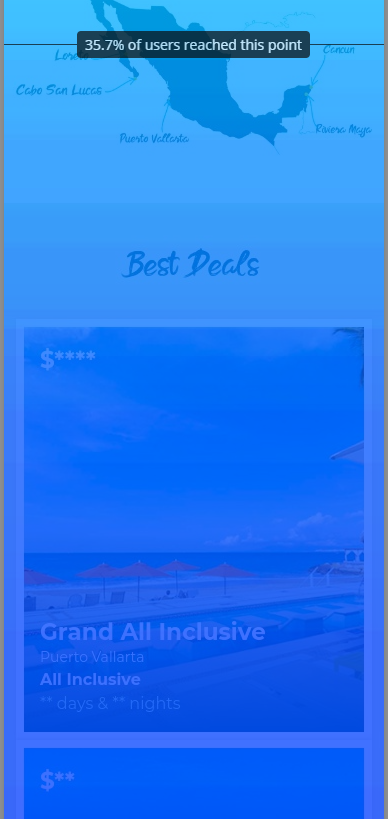 35.7% of users reached this point
Loreto
Cancun
Cabo San Lucas
Puerto Vallarta
Riviera Maya
Best Deals
$****
Grand All Inclusive
Puerto Vallarta
All Inclusive
** days & ** nights
$**